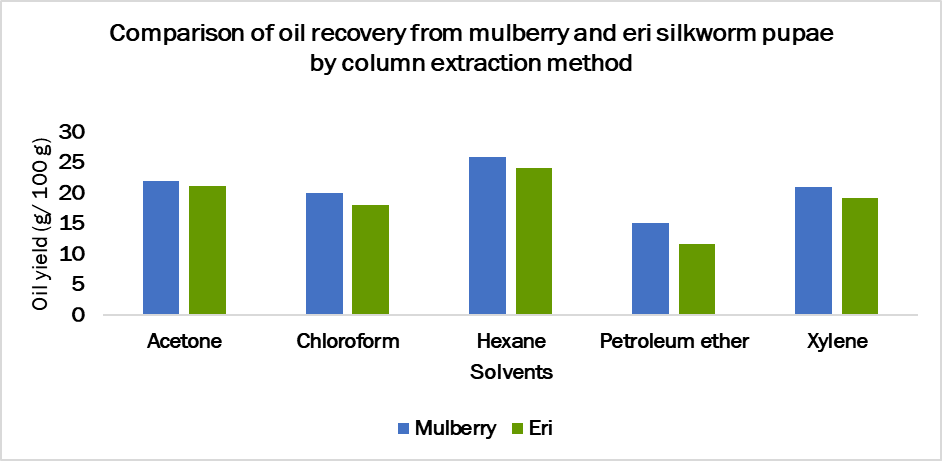 Comparison of oil recovery from mulberry and eri silkworm pupae
by column extraction method
Oil yield (g/ 100 g)
30
25
20
15
10
5
0
Acetone Chloroform Hexane Petroleum ether Xylene
Solvents
Mulberry Eri